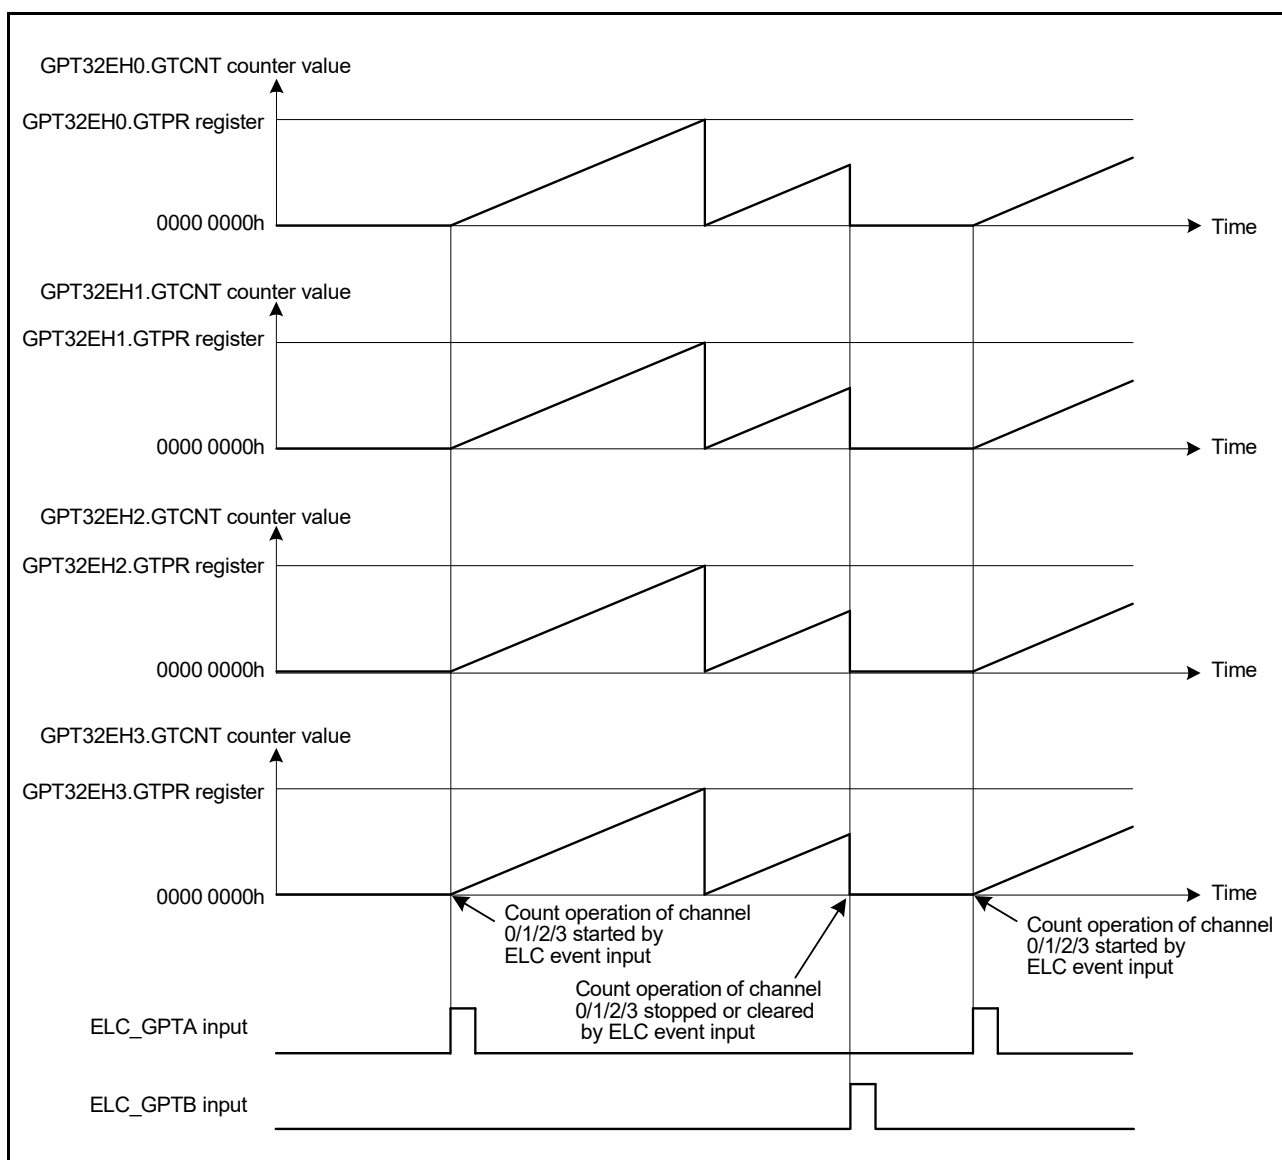 GPT32EH0.GTCNT counter value
GPT32EH0.GTPR register
0000 0000h
Time
GPT32EH1.GTCNT counter value
GPT32EH1.GTPR register
0000 0000h
Time
GPT32EH2.GTCNT counter value
GPT32EH2.GTPR register
0000 0000h
Time
GPT32EH3.GTCNT counter value
GPT32EH3.GTPR register
0000 0000h
Time
Count operation of channel
0/1/2/3 started by
ELC event input
Count operation of channel
0/1/2/3 stopped or cleared
by ELC event input
Count operation of channel
0/1/2/3 started by
ELC event input
ELC_GPTA input
ELC_GPTB input